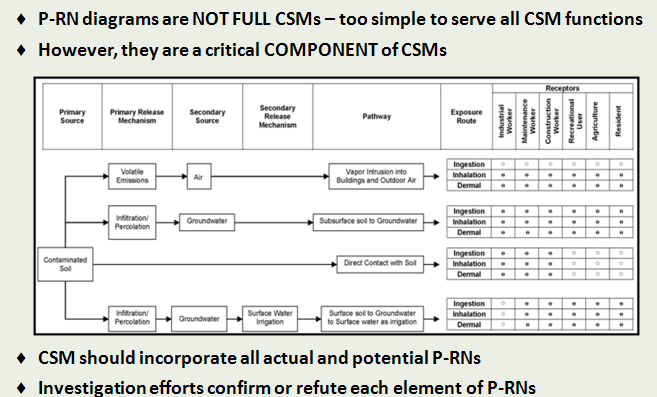 ♦ P-RN diagrams are NOT FULL CSMs – too simple to serve all CSM functions
♦ However, they are a critical COMPONENT of CSMs
Receptors
Primary Source
Primary Release Mechanism
Secondary Source
Secondary Release Mechanism
Pathway
Exposure Route
Industrial Worker
Maintenance Worker
Construction Worker
Recreational User
Agriculture
Resident
Contaminated Soil
Volatile Emissions
Air
Vapor Intrusion into Buildings and Outdoor Air
Ingestion
Inhalation
Dermal
Infiltration/ Percolation
Groundwater
Subsurface soil to Groundwater
Ingestion
Inhalation
Dermal
Direct Contact with Soil
Ingestion
Inhalation
Dermal
Infiltration/ Percolation
Groundwater
Surface Water Irrigation
Surface soil to Groundwater to Surface water as irrigation
Ingestion
Inhalation
Dermal
♦ CSM should incorporate all actual and potential P-RNs
♦ Investigation efforts confirm or refute each element of P-RNs